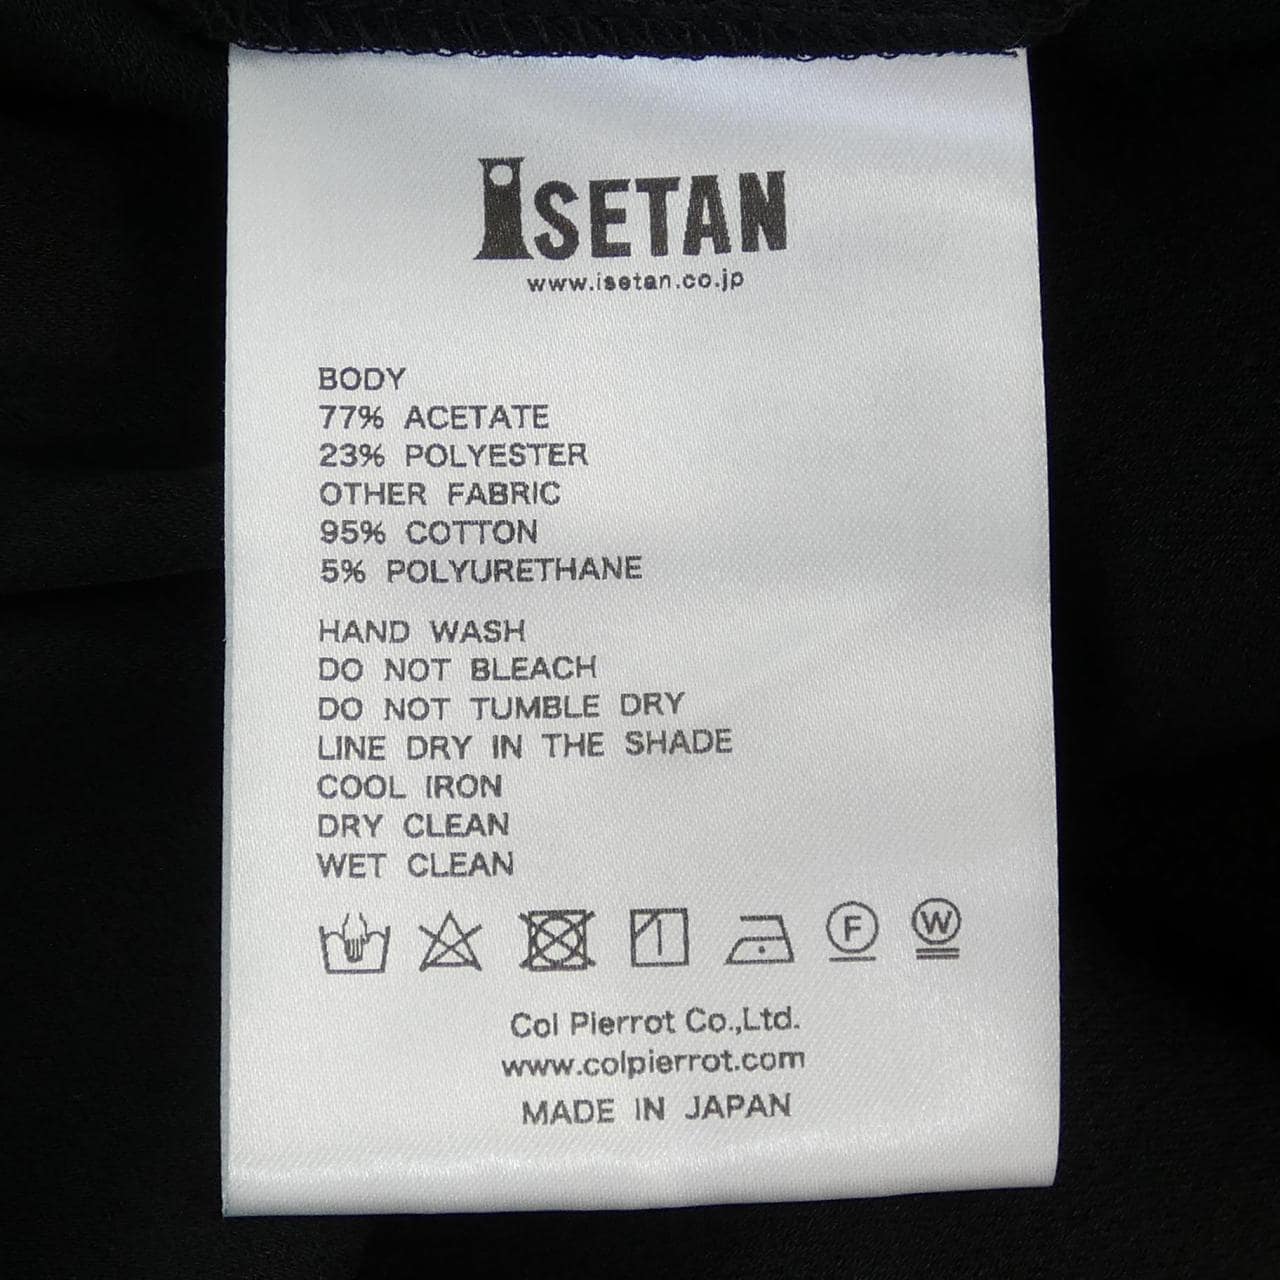 ISETAN
www.isetan.co.jp
BODY
77% ACETATE
23% POLYESTER
OTHER FABRIC
95% COTTON
5% POLYURETHANE
HAND WASH
DO NOT BLEACH
DO NOT TUMBLE DRY
LINE DRY IN THE SHADE
COOL IRON
DRY CLEAN
WET CLEAN
F W
Col Pierrot Co.,Ltd.
www.colpierrot.com
MADE IN JAPAN